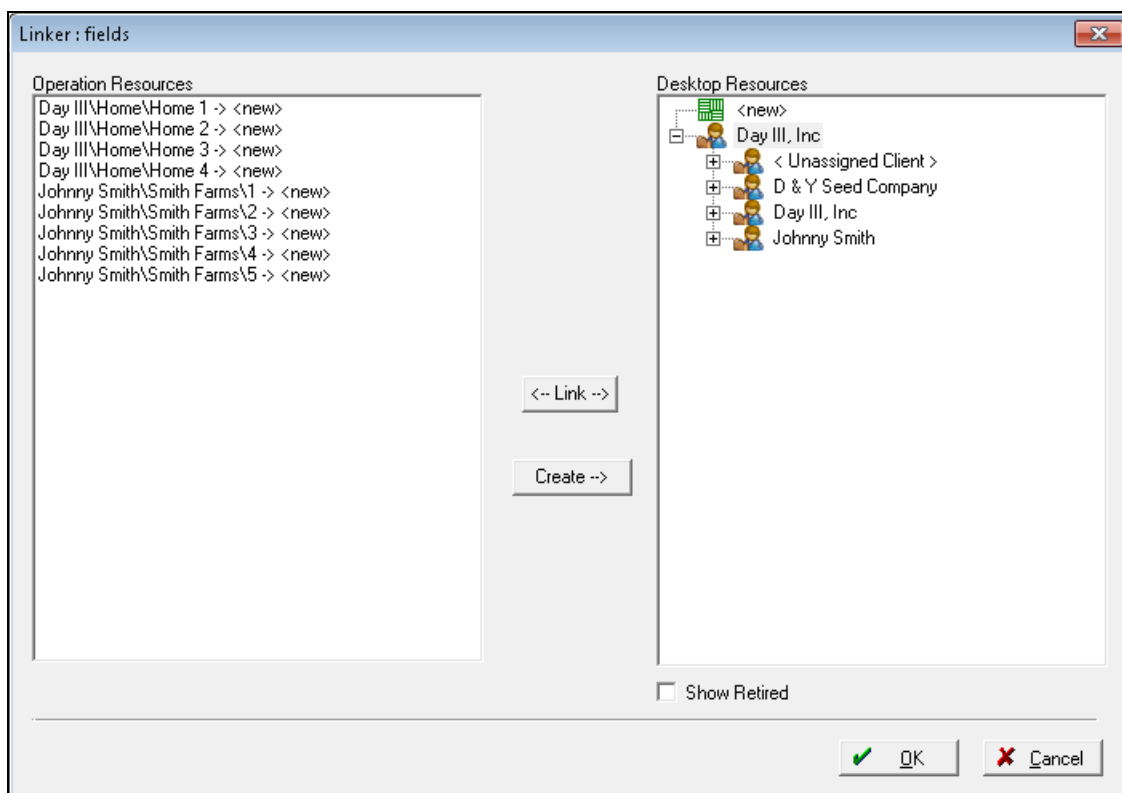 Linker : fields
Operation Resources
Day III\Home\Home 1 -> <new>
Day III\Home\Home 2 -> <new>
Day III\Home\Home 3 -> <new>
Day III\Home\Home 4 -> <new>
Johnny Smith\Smith Farms\1 -> <new>
Johnny Smith\Smith Farms\2 -> <new>
Johnny Smith\Smith Farms\3 -> <new>
Johnny Smith\Smith Farms\4 -> <new>
Johnny Smith\Smith Farms\5 -> <new>
<-- Link -->
Create -->
Desktop Resources
<new>
Day III, Inc
< Unassigned Client >
D & Y Seed Company
Day III, Inc
Johnny Smith
Show Retired
OK
Cancel